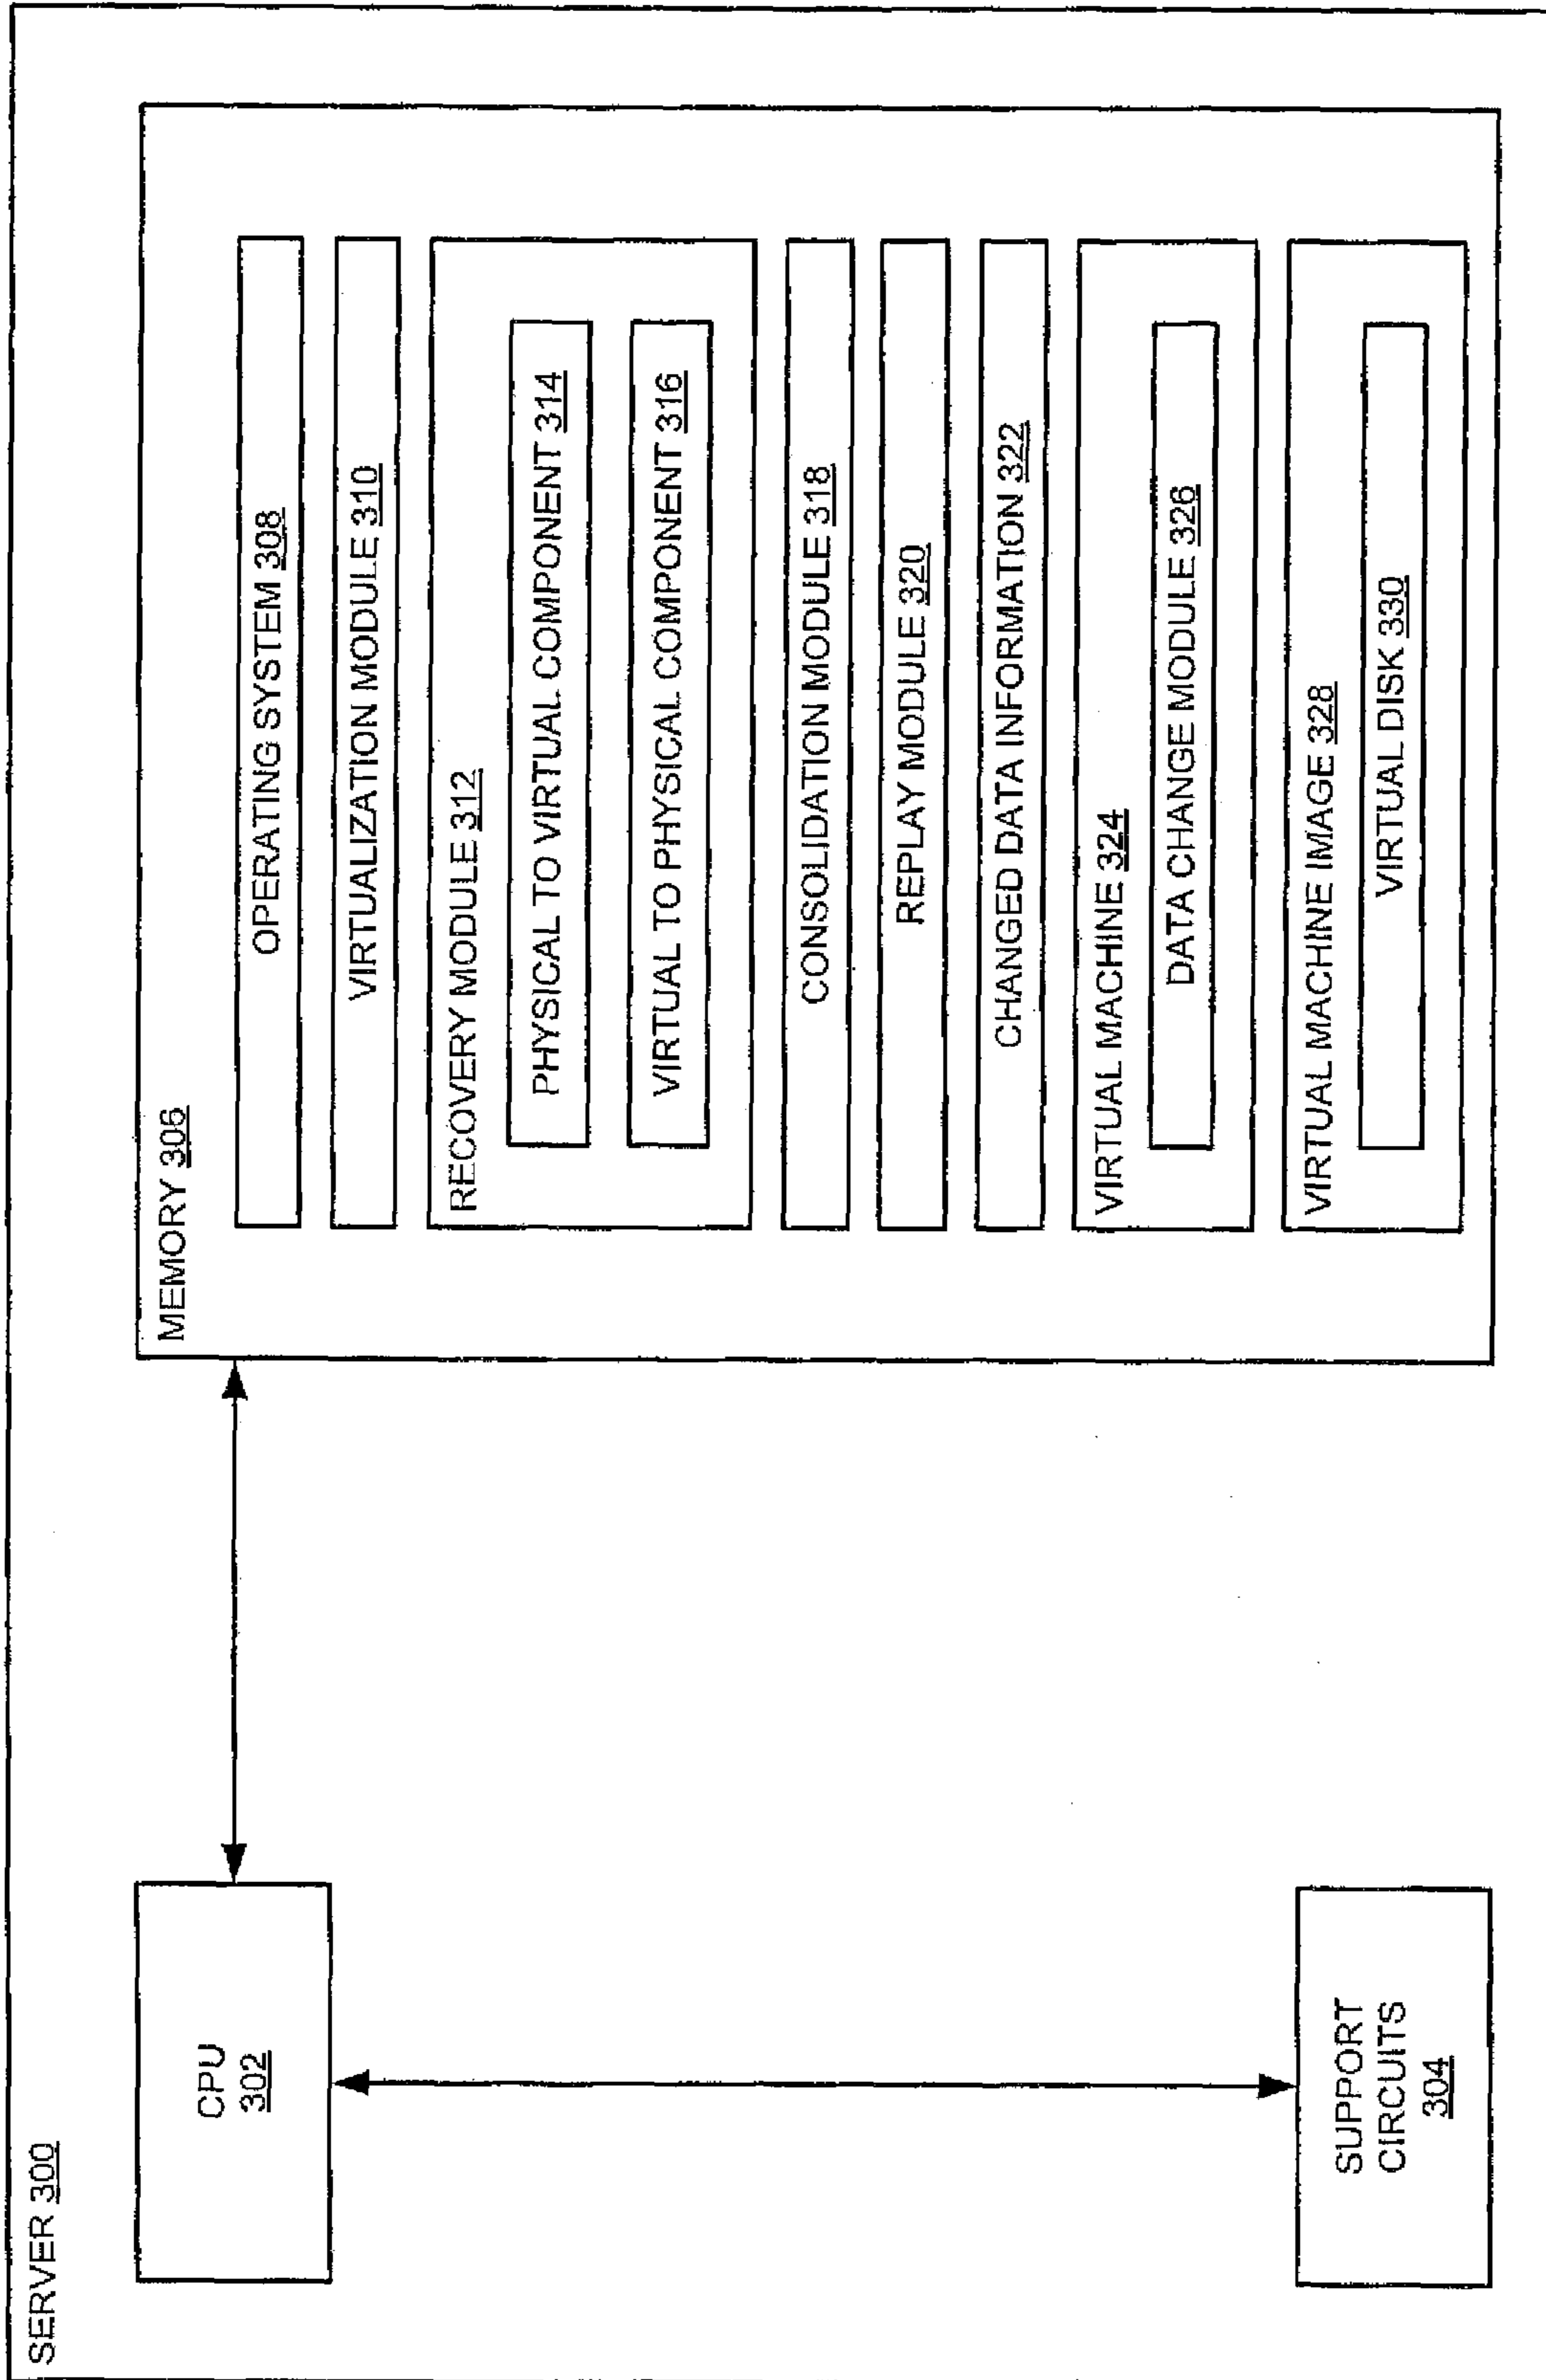 SERVER 300
CPU
302
SUPPORT
CIRCUITS
304
MEMORY 306
OPERATING SYSTEM 308
VIRTUALIZATION MODULE 310
RECOVERY MODULE 312
PHYSICAL TO VIRTUAL COMPONENT 314
VIRTUAL TO PHYSICAL COMPONENT 316
CONSOLIDATION MODULE 318
REPLAY MODULE 320
CHANGED DATA INFORMATION 322
VIRTUAL MACHINE 324
DATA CHANGE MODULE 326
VIRTUAL MACHINE IMAGE 328
VIRTUAL DISK 330